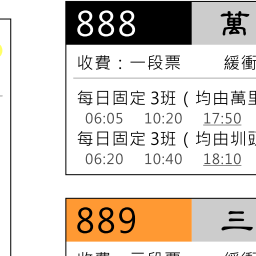 888 萬
收費：一段票 緩衝
每日固定 3班 ( 均由萬里
06:05 10:20 17:50
每日固定 3班 ( 均由圳頭
06:20 10:40 18:10
889 三
收費：二段票 緩衝